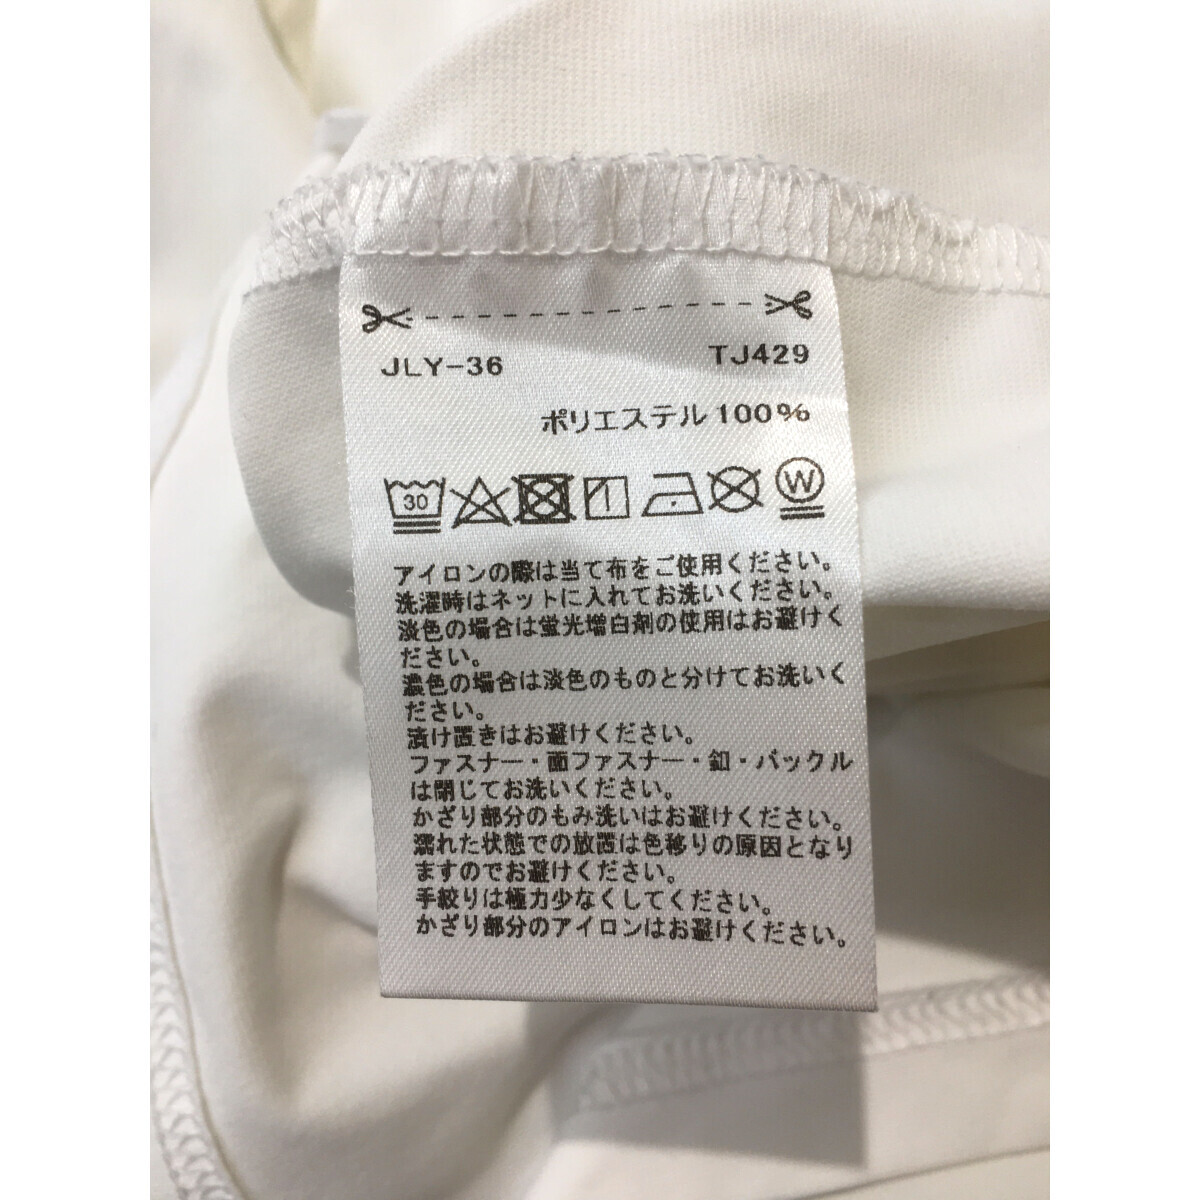 JLY-36 TJ429
ポリエステル 100%
30 W
アイロンの際は当て布をご使用ください。
洗濯時はネットに入れてお洗いください。
淡色の場合は蛍光増白剤の使用はお避けく
ださい。
濃色の場合は淡色のものと分けてお洗いく
ださい。
漬け置きはお避けください。
ファスナー・面ファスナー・釦・バックル
は閉じてお洗いください。
かざり部分のもみ洗いはお避けください。
濡れた状態での放置は色移りの原因となり
ますのでお避けください。
手絞りは極力少なくしてください。
かざり部分のアイロンはお避けください。